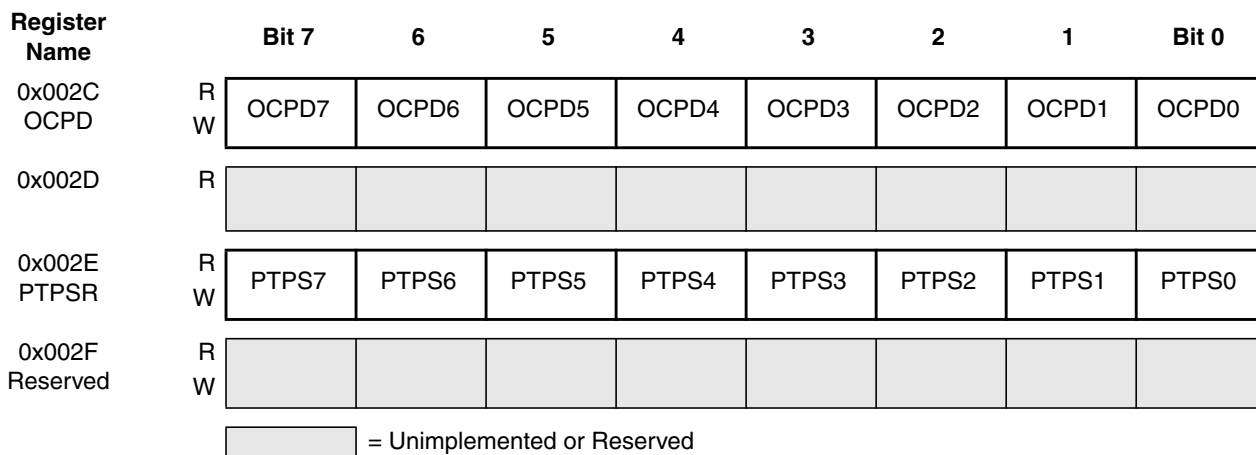 Register Name Bit 7 6 5 4 3 2 1 Bit 0
0x002C R
OCPD W
OCPD7 OCPD6 OCPD5 OCPD4 OCPD3 OCPD2 OCPD1 OCPD0
0x002D R
0x002E R
PTPSR W
PTPS7 PTPS6 PTPS5 PTPS4 PTPS3 PTPS2 PTPS1 PTPS0
0x002F R
Reserved W
= Unimplemented or Reserved